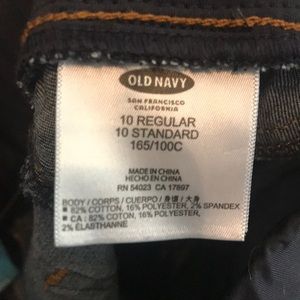 OLD NAVY
SAN FRANCISCO
CALIFORNIA
10 REGULAR
10 STANDARD
165/100C
MADE IN CHINA
HECHO EN CHINA
RN 54023 CA 17897
BODY / CORPS / CUERPO / 身頃 / 大身
82% COTTON, 16% POLYESTER, 2% SPANDEX
CA : 82% COTON, 16% POLYESTER,
2% ÉLASTHANNE